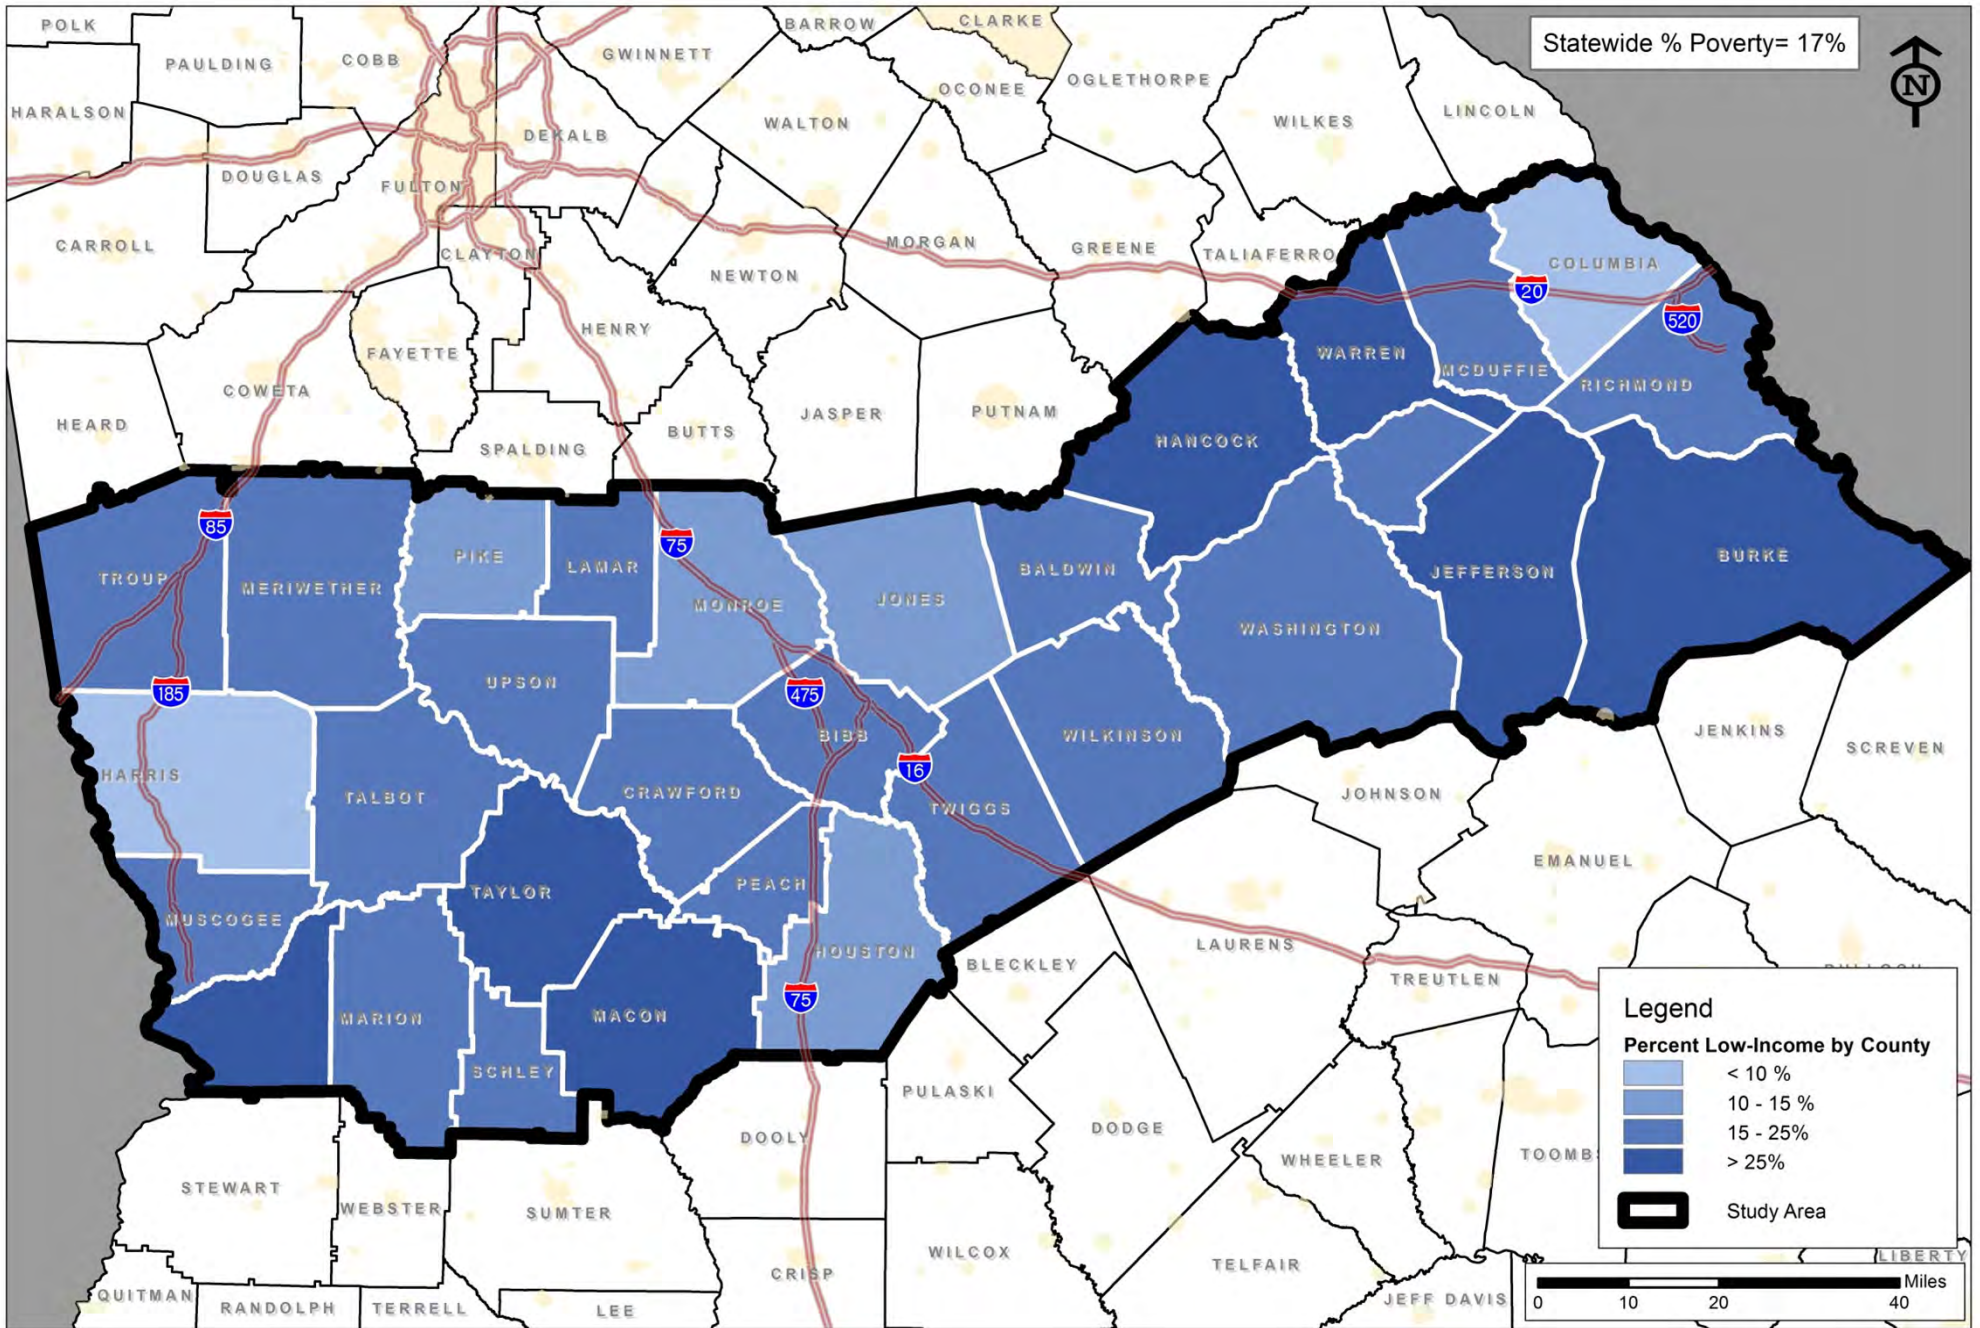 POLK
BARROW
CLARKE
PAULDING
COBB
GWINNETT
Statewide % Poverty= 17%
N
OCONEE
OGLETHORPE
HARALSON
WALTON
WILKES
LINCOLN
DEKALB
DOUGLAS
FULTON
CARROLL
CLAYTON
MORGAN
GREENE
TALIAFERRO
COLUMBIA
NEWTON
20
520
HENRY
FAYETTE
WARREN
MCDUFFIE
RICHMOND
COWETA
HEARD
JASPER
PUTNAM
SPALDING
BUTTS
HANCOCK
85
75
PIKE
LAMAR
BALDWIN
JEFFERSON
BURKE
TROUP
MERIWETHER
MONROE
JONES
WASHINGTON
UPSON
185
475
BIBB
WILKINSON
JENKINS
SCREVEN
HARRIS
TALBOT
CRAWFORD
16
TWIGGS
JOHNSON
EMANUEL
TAYLOR
PEACH
MUSCOGEE
HOUSTON
BLECKLEY
LAURENS
TREUTLEN
75
MARION
MACON
SCHLEY
PULASKI
DODGE
DOOLY
WHEELER
STEWART
WEBSTER
SUMTER
WILCOX
TELFAIR
CRISP
QUITMAN
RANDOLPH
TERRELL
LEE
JEFF DAVIS
LIBERTY
Legend
Percent Low-Income by County
< 10 %
10 - 15 %
15 - 25%
> 25%
Study Area
Miles
0 10 20 40